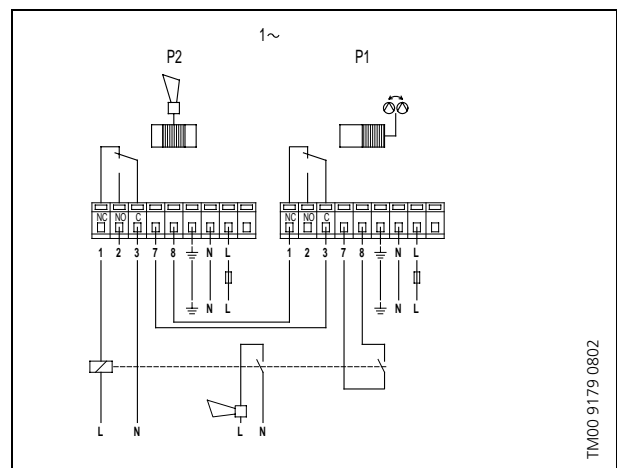 1~
P2 P1
NC NO C NC NO C
1 2 3 7 8 N L 1 2 3 7 8 N L
N L N L
L N L N
TM00 9179 0802